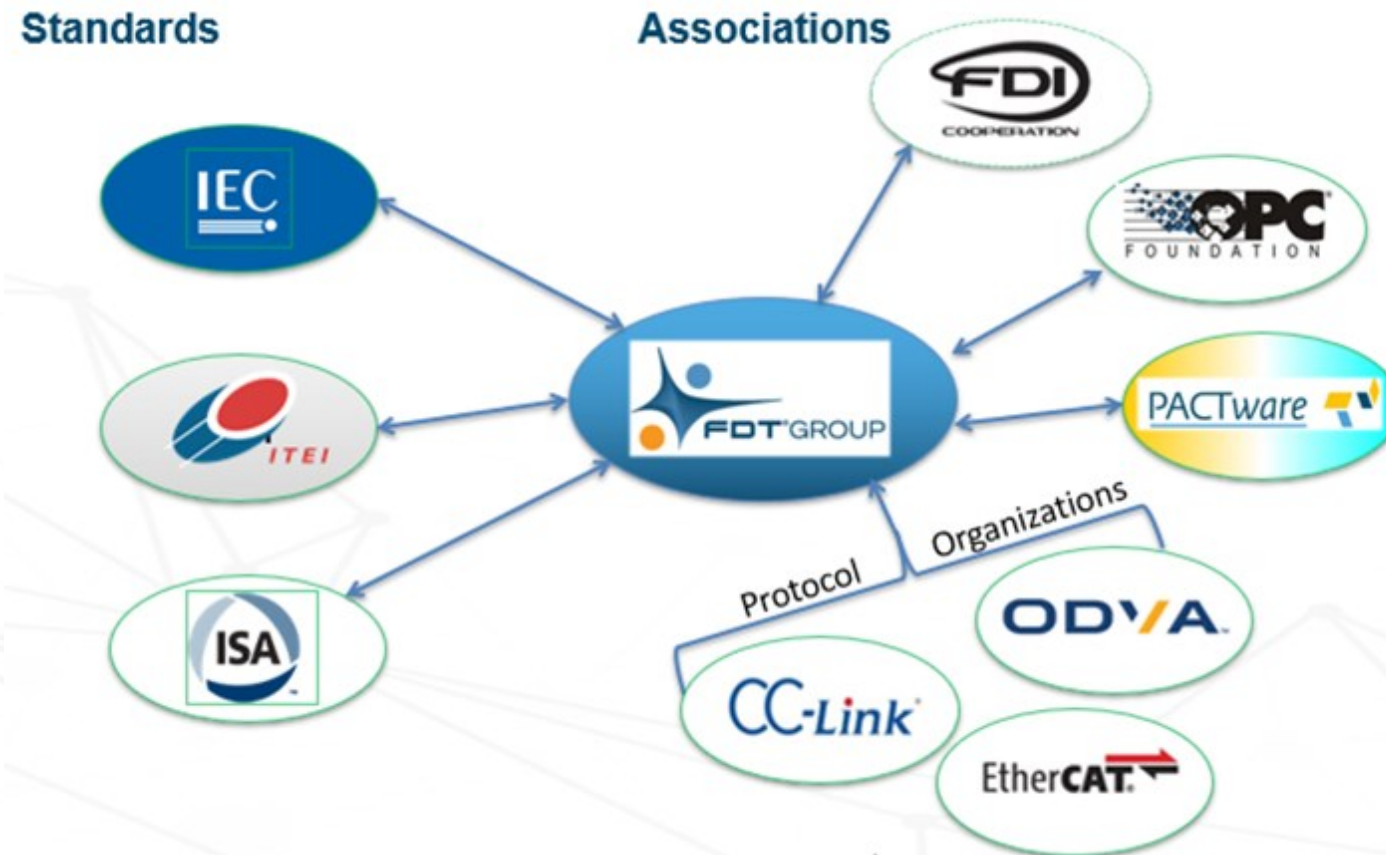 Standards
Associations
FDI
COOPERATION
IEC
OPC
FOUNDATION
FDT GROUP
PACTware
ITEI
Protocol Organizations
ISA
ODVA
CC-Link
EtherCAT